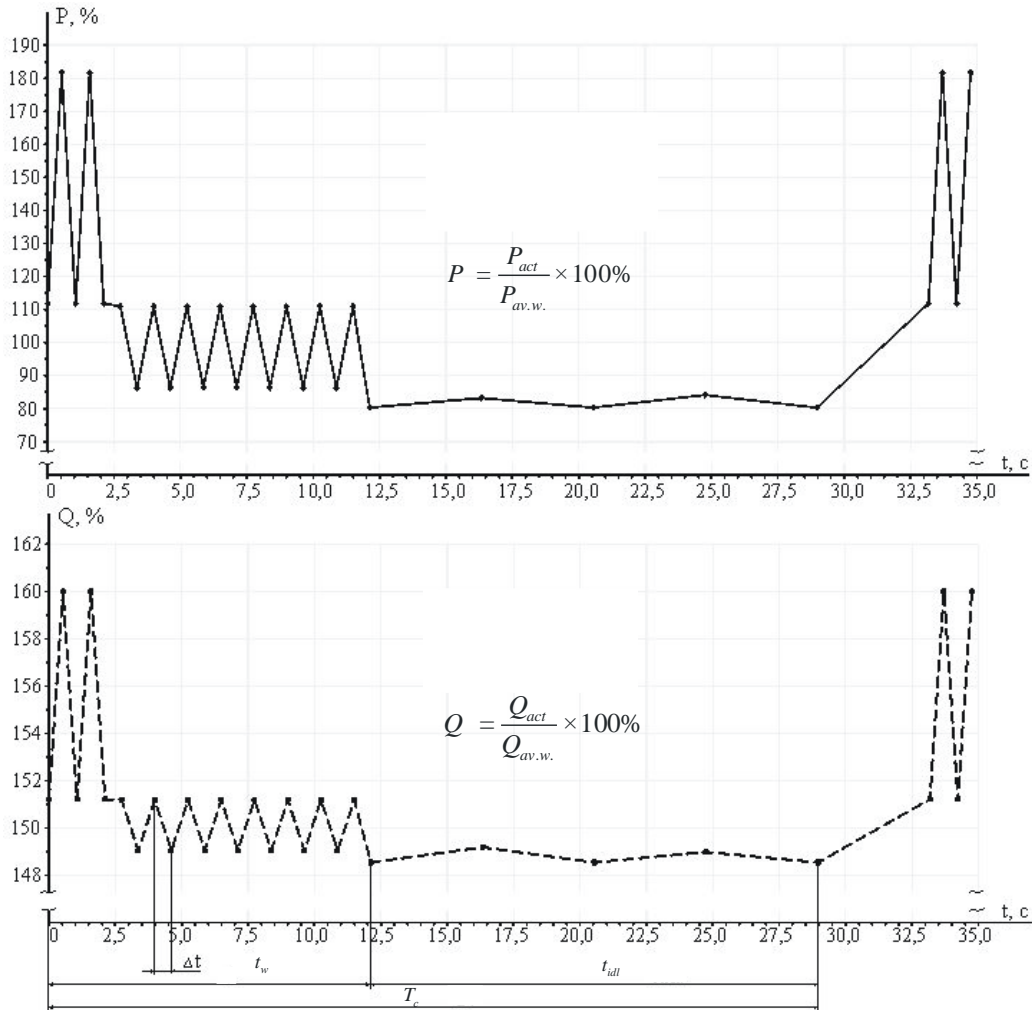 P, %
190
180
170
160
150
140
130
120
110
100
90
80
70
P = P_act / P_av.w. × 100%
0 2,5 5,0 7,5 10,0 12,5 15,0 17,5 20,0 22,5 25,0 27,5 30,0 32,5 35,0
t, c
Q, %
162
160
158
156
154
152
150
148
Q = Q_act / Q_av.w. × 100%
0 2,5 5,0 7,5 10,0 12,5 15,0 17,5 20,0 22,5 25,0 27,5 30,0 32,5 35,0
t, c
Δt t_w t_idl
T_c